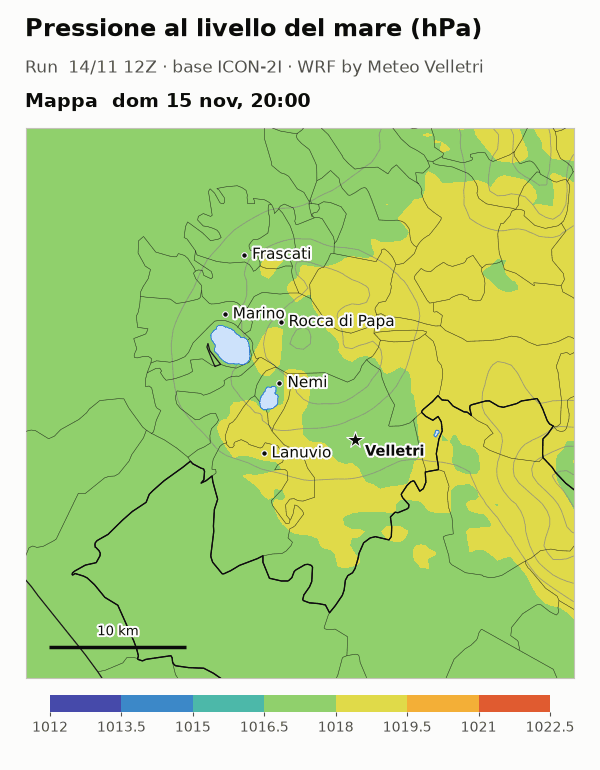 Pressione al livello del mare (hPa)
Run  14/11 12Z · base ICON-2I · WRF by Meteo Velletri
Mappa  dom 15 nov, 20:00
Frascati
Marino
Rocca di Papa
Nemi
Velletri
Lanuvio
10 km
1012 1013.5 1015 1016.5 1018 1019.5 1021 1022.5